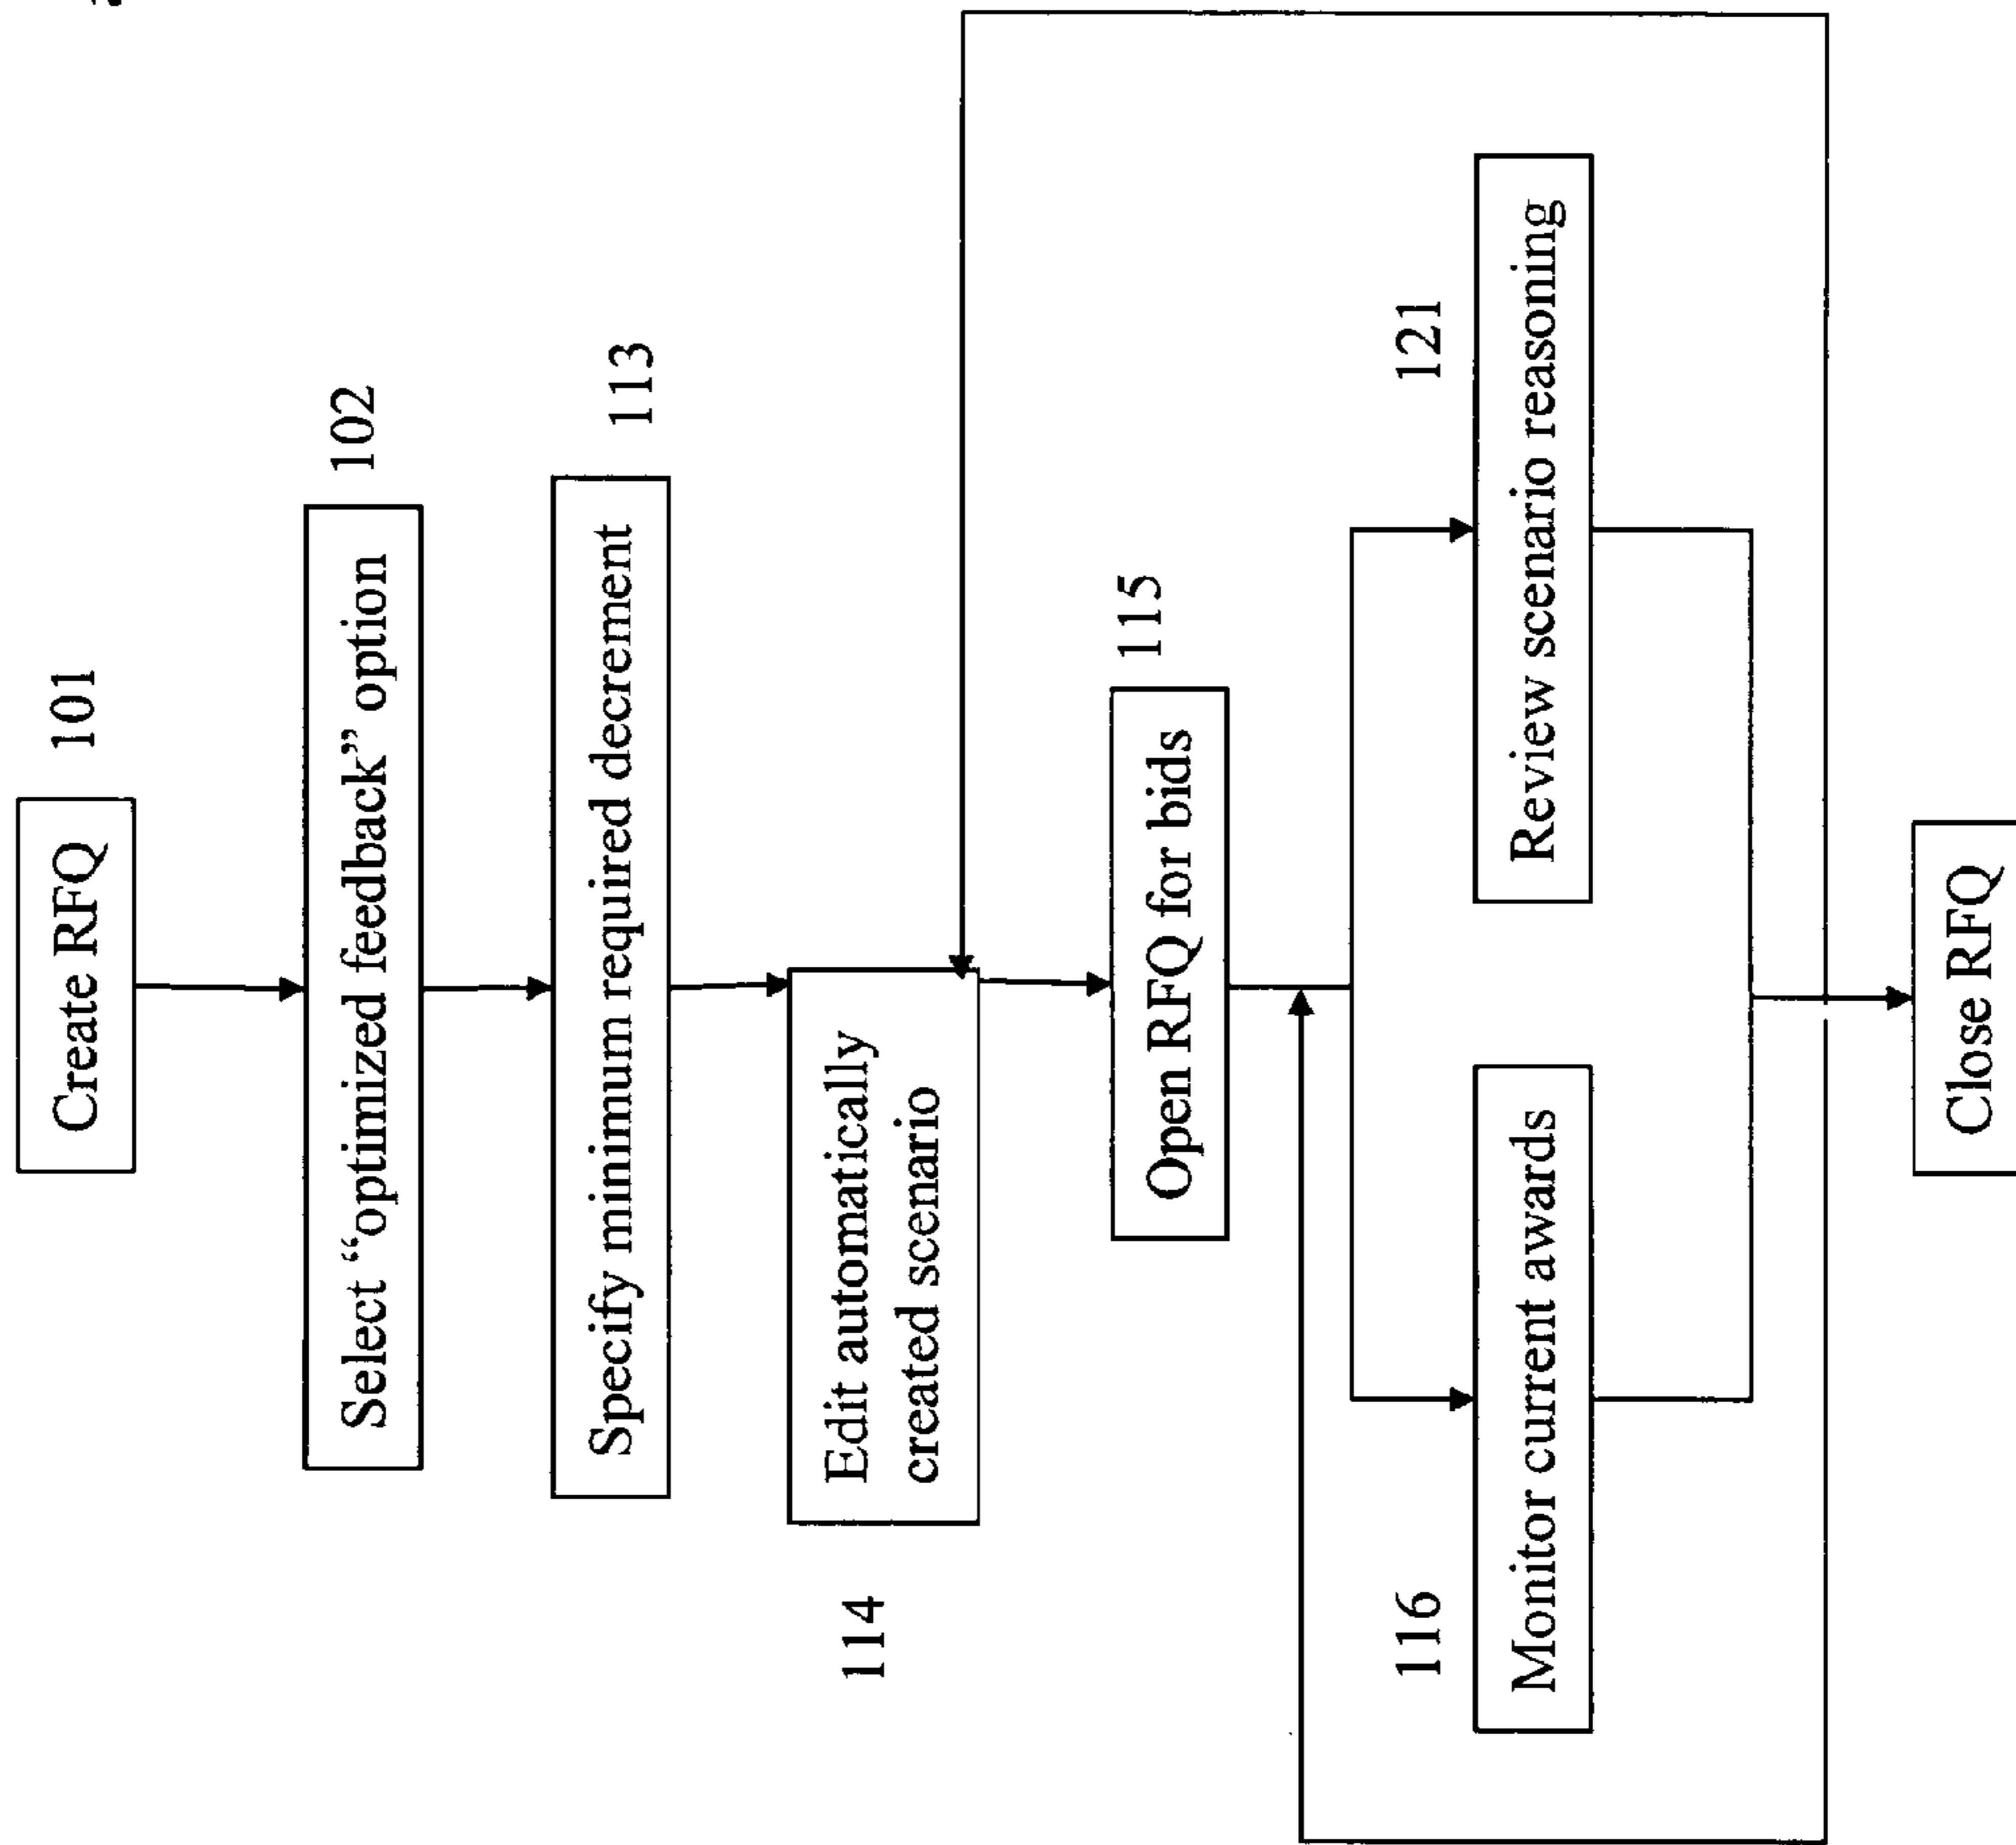 Create RFQ
101
Select “optimized feedback” option
102
Specify minimum required decrement
113
114
Edit automatically
created scenario
Open RFQ for bids
115
116
Monitor current awards
121
Review scenario reasoning
Close RFQ